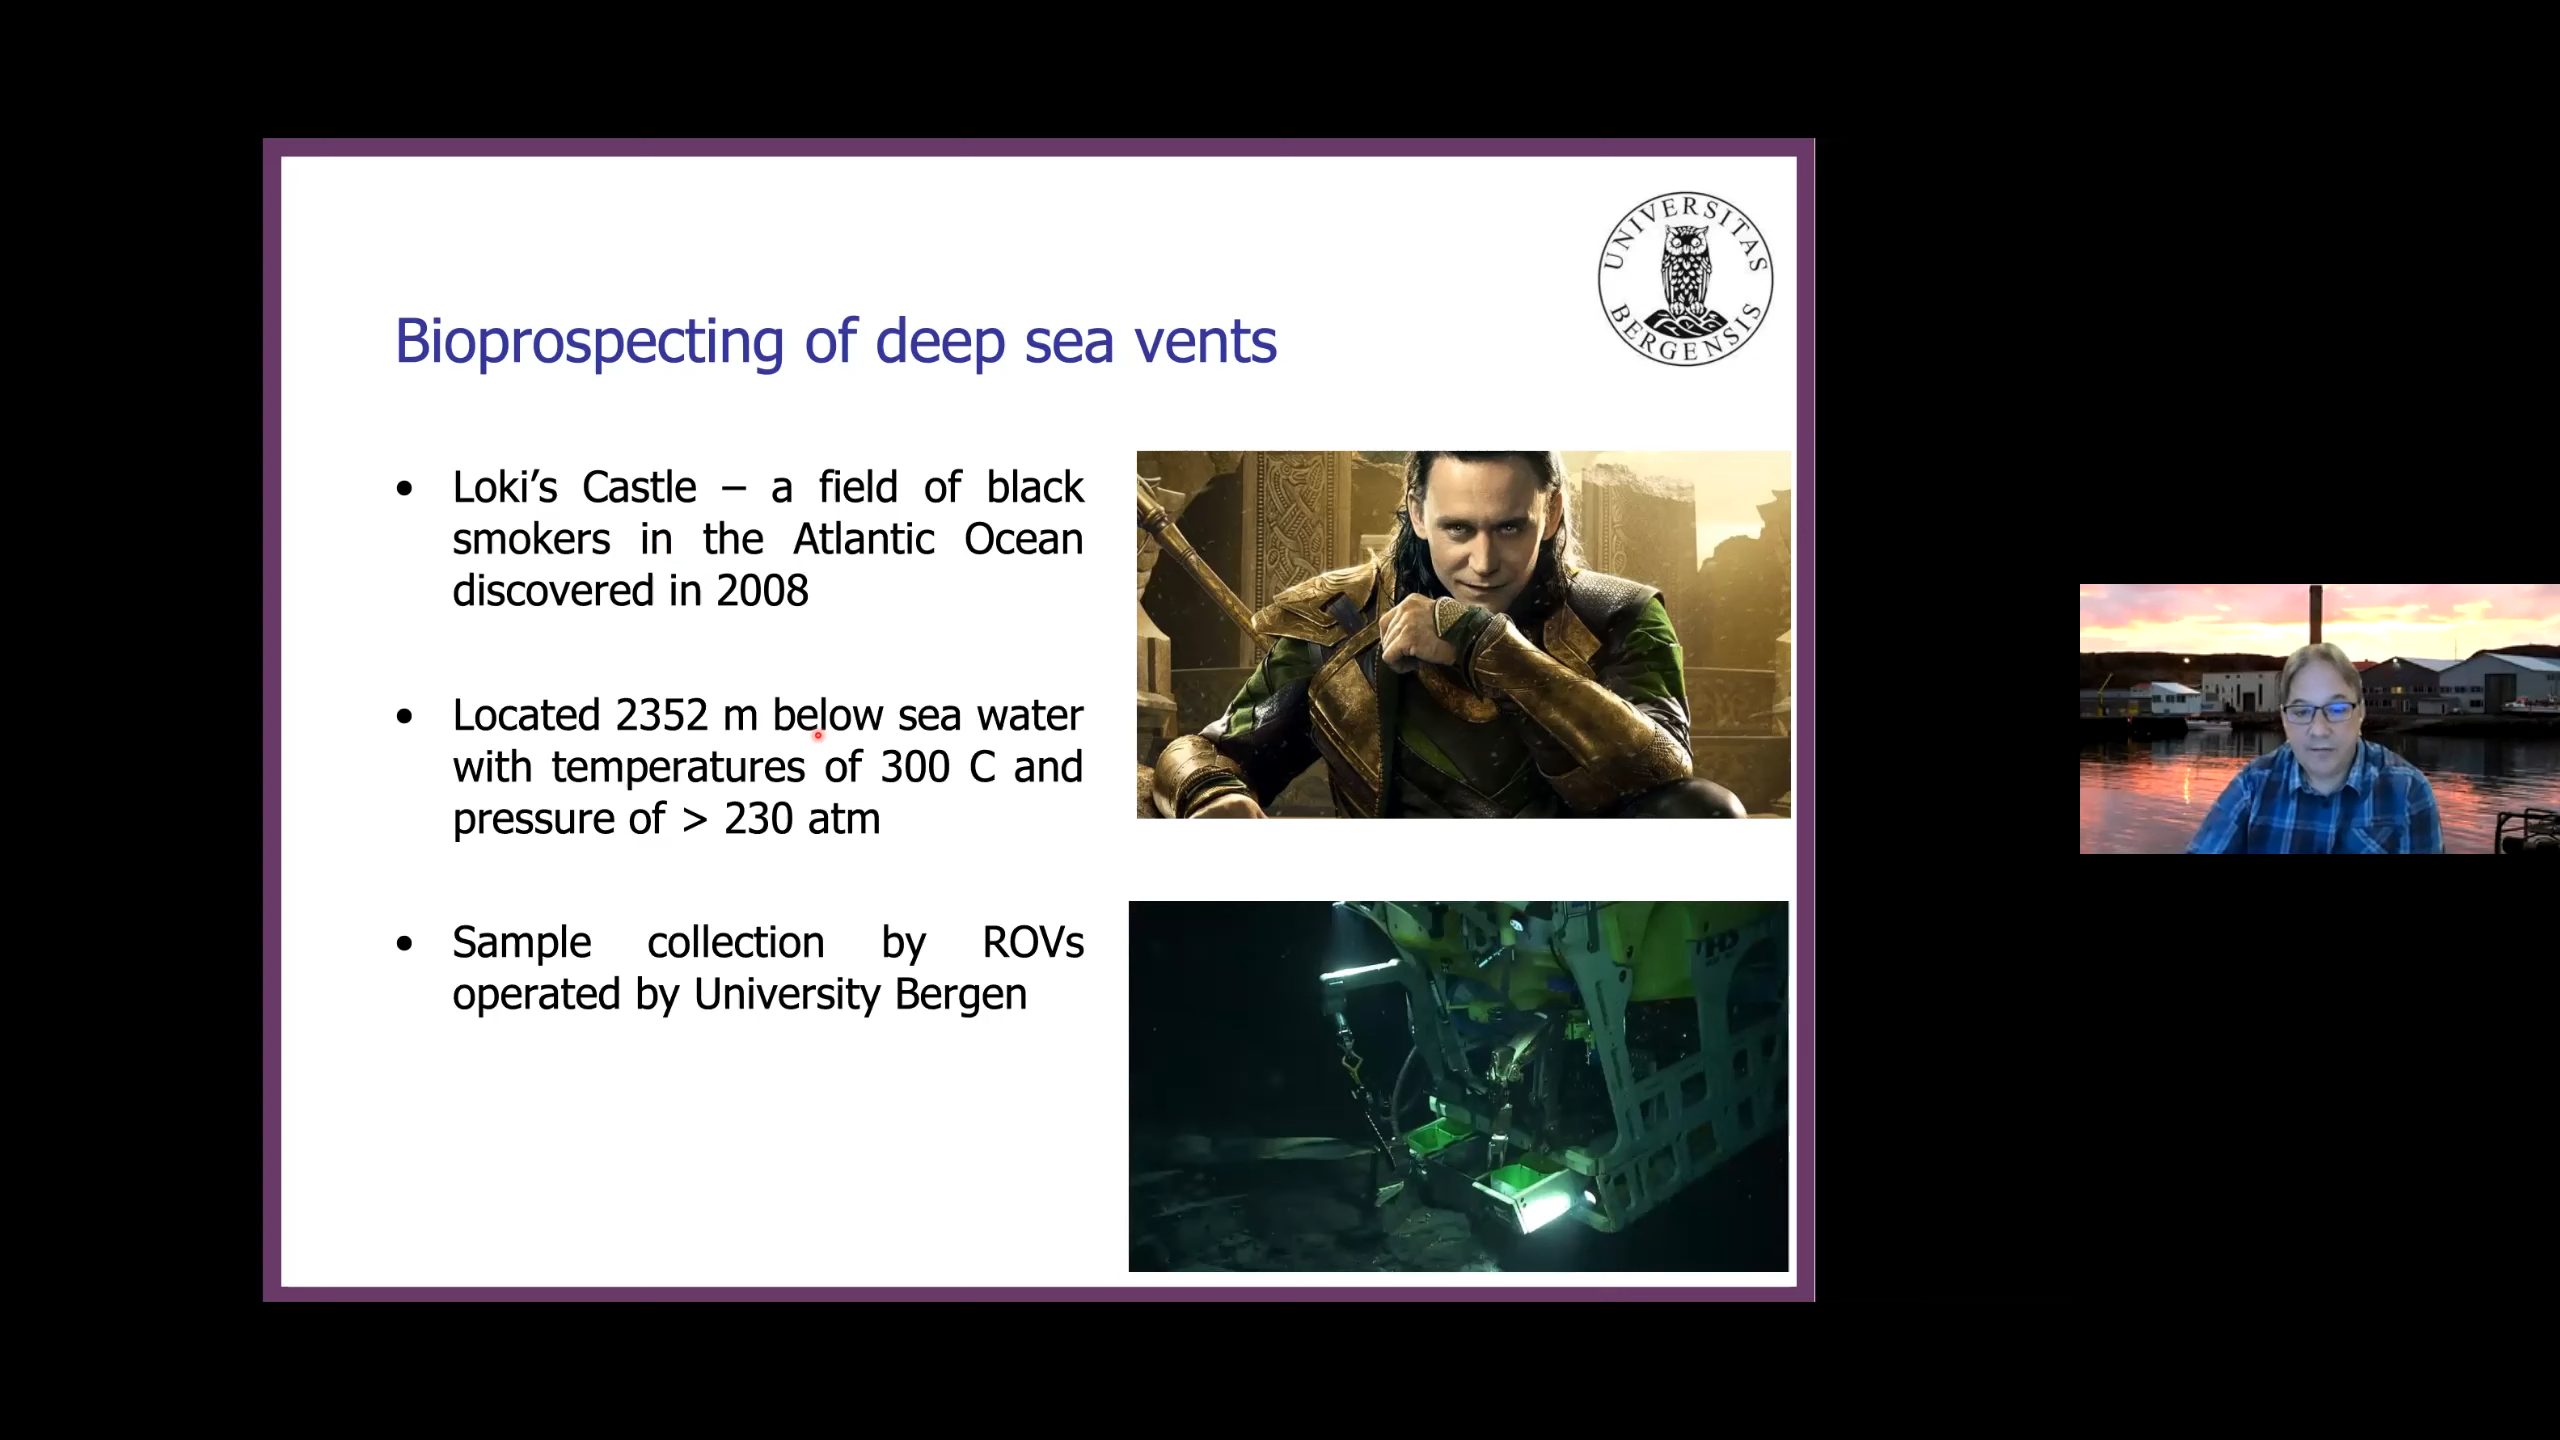 UNIVERSITAS
BERGENSIS
Bioprospecting of deep sea vents
• Loki’s Castle – a field of black
smokers in the Atlantic Ocean
discovered in 2008
• Located 2352 m below sea water
with temperatures of 300 C and
pressure of > 230 atm
• Sample collection by ROVs
operated by University Bergen